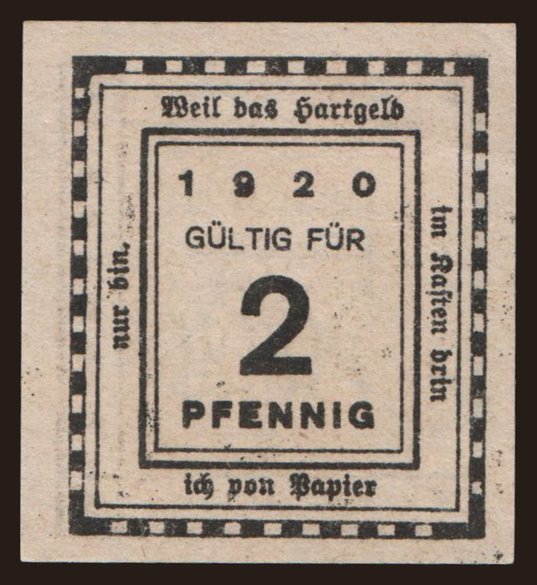 Weil das Hartgeld
im Kasten drin
ich von Papier
nur bin.
1920
GÜLTIG FÜR
2
PFENNIG